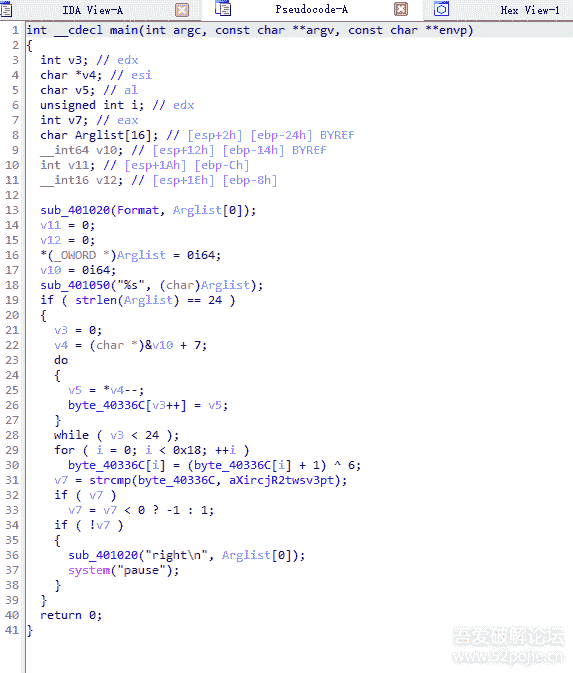 IDA View-A
Pseudocode-A
Hex View-1
1 int __cdecl main(int argc, const char **argv, const char **envp)
2 {
3 int v3; // edx
4 char *v4; // esi
5 char v5; // al
6 unsigned int i; // edx
7 int v7; // eax
8 char Arglist[16]; // [esp+2h] [ebp-24h] BYREF
9 __int64 v10; // [esp+12h] [ebp-14h] BYREF
10 int v11; // [esp+1Ah] [ebp-Ch]
11 __int16 v12; // [esp+1Eh] [ebp-8h]
12
13 sub_401020(Format, Arglist[0]);
14 v11 = 0;
15 v12 = 0;
16 *(_OWORD *)Arglist = 0i64;
17 v10 = 0i64;
18 sub_401050("%s", (char)Arglist);
19 if ( strlen(Arglist) == 24 )
20 {
21 v3 = 0;
22 v4 = (char *)&v10 + 7;
23 do
24 {
25 v5 = *v4--;
26 byte_40336C[v3++] = v5;
27 }
28 while ( v3 < 24 );
29 for ( i = 0; i < 0x18; ++i )
30 byte_40336C[i] = (byte_40336C[i] + 1) ^ 6;
31 v7 = strcmp(byte_40336C, aXircjR2twsv3pt);
32 if ( v7 )
33 v7 = v7 < 0 ? -1 : 1;
34 if ( !v7 )
35 {
36 sub_401020("right\n", Arglist[0]);
37 system("pause");
38 }
39 }
40 return 0;
41 }
吾爱破解论坛
www.52pojie.cn